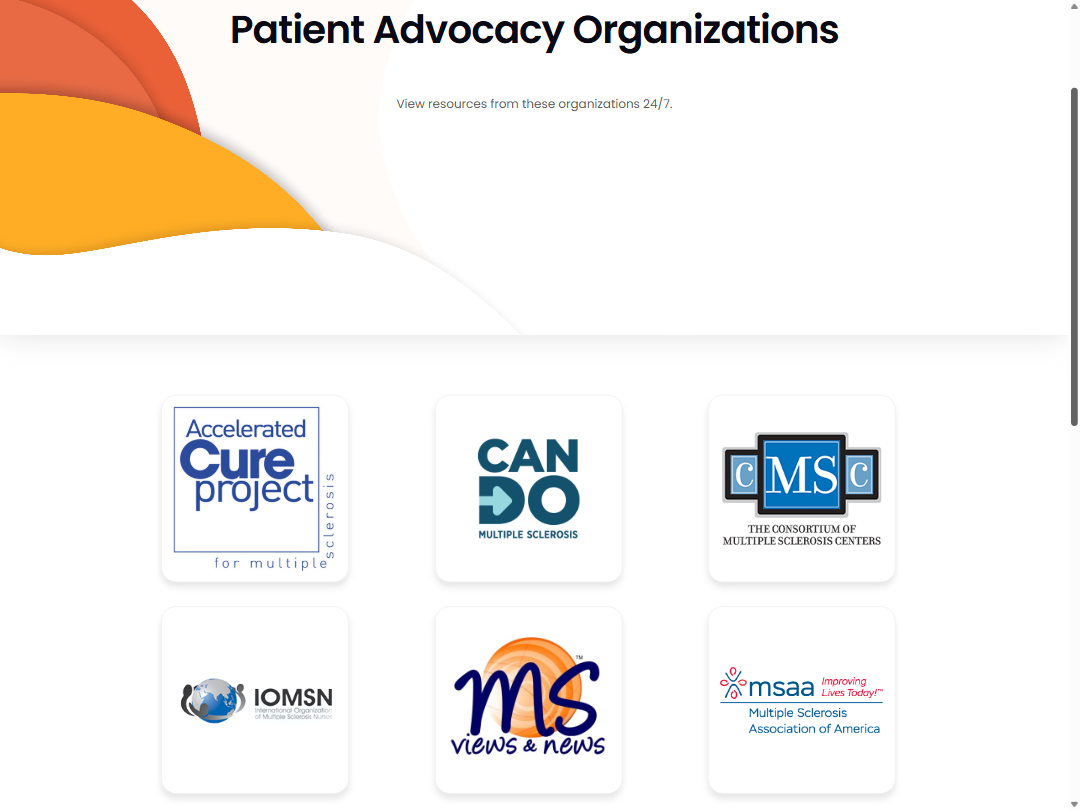 Patient Advocacy Organizations
View resources from these organizations 24/7.
Accelerated
Cure
project
for multiple
sclerosis
CAN
DO
MULTIPLE SCLEROSIS
C MS C
THE CONSORTIUM OF
MULTIPLE SCLEROSIS CENTERS
IOMSN
International Organization
of Multiple Sclerosis Nurses
MS
views & news
TM
msaa
Improving
Lives Today!™
Multiple Sclerosis
Association of America